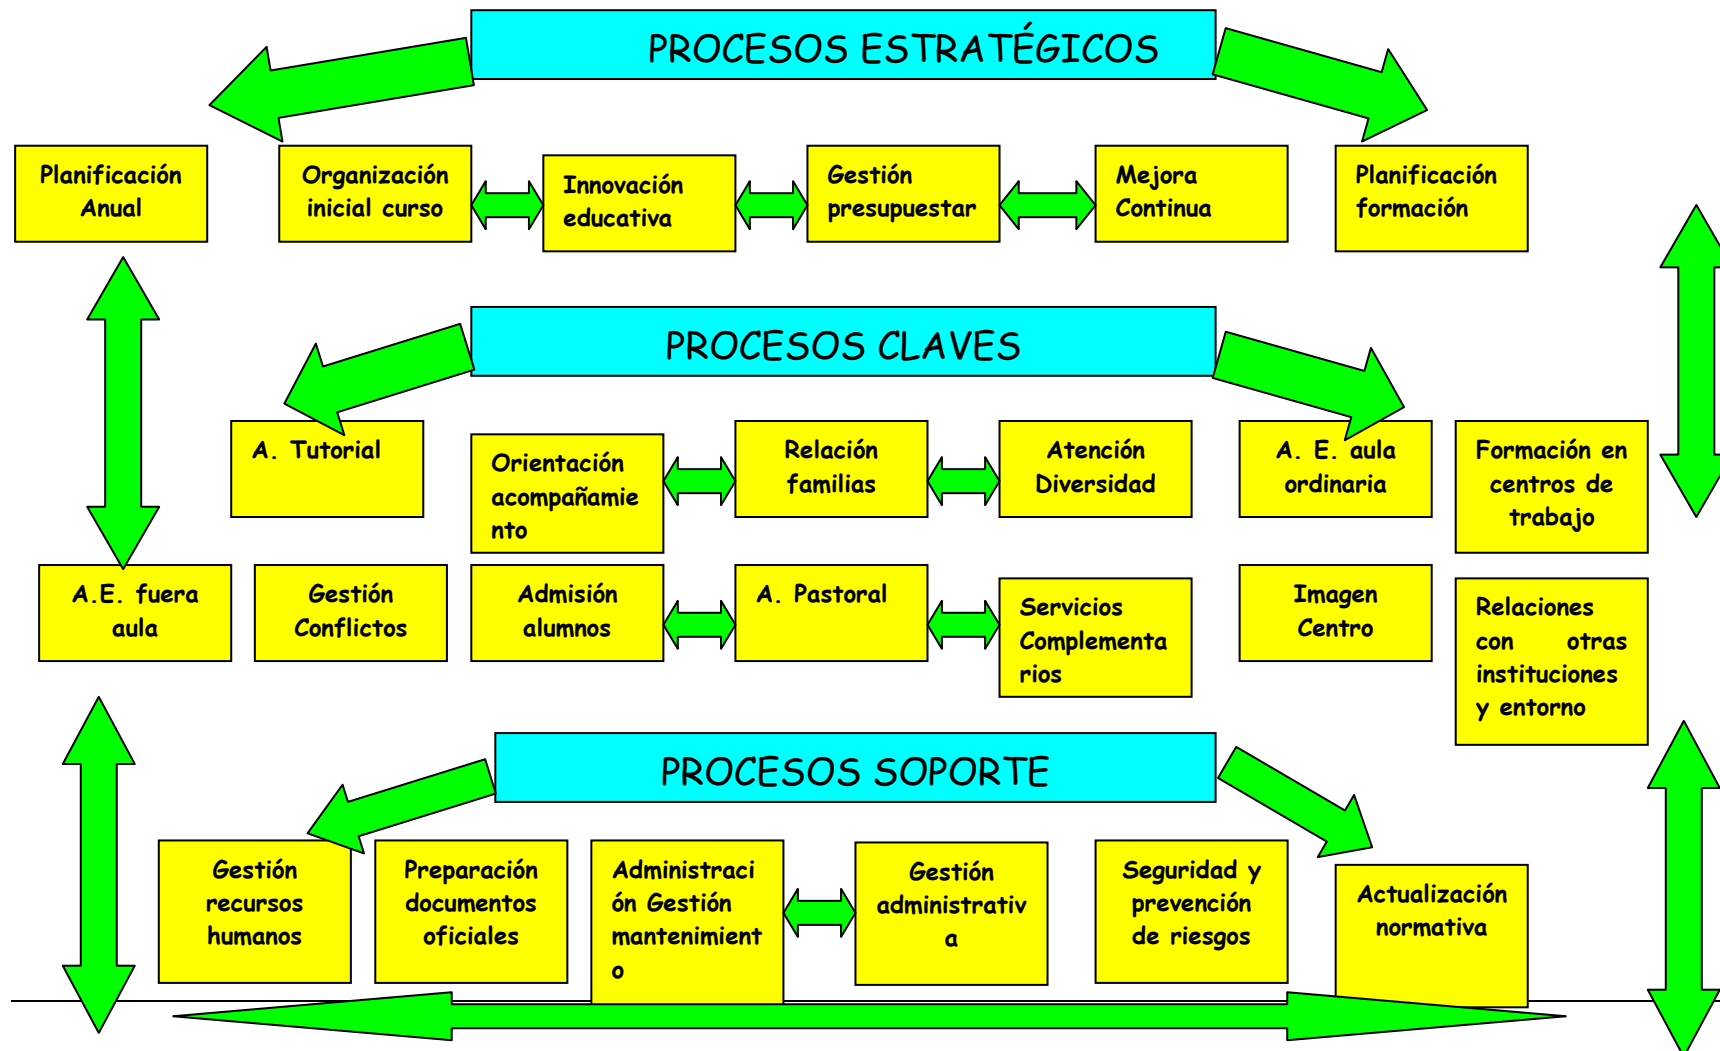 PROCESOS ESTRATÉGICOS
Planificación
Anual
Organización
inicial curso
Innovación
educativa
Gestión
presupuestar
Mejora
Continua
Planificación
formación
PROCESOS CLAVES
A. Tutorial
Orientación
acompañamie
nto
Relación
familias
Atención
Diversidad
A. E. aula
ordinaria
Formación en
centros de
trabajo
A.E. fuera
aula
Gestión
Conflictos
Admisión
alumnos
A. Pastoral
Servicios
Complementa
rios
Imagen
Centro
Relaciones
con otras
instituciones
y entorno
PROCESOS SOPORTE
Gestión
recursos
humanos
Preparación
documentos
oficiales
Administraci
ón Gestión
mantenimient
o
Gestión
administrativ
a
Seguridad y
prevención
de riesgos
Actualización
normativa